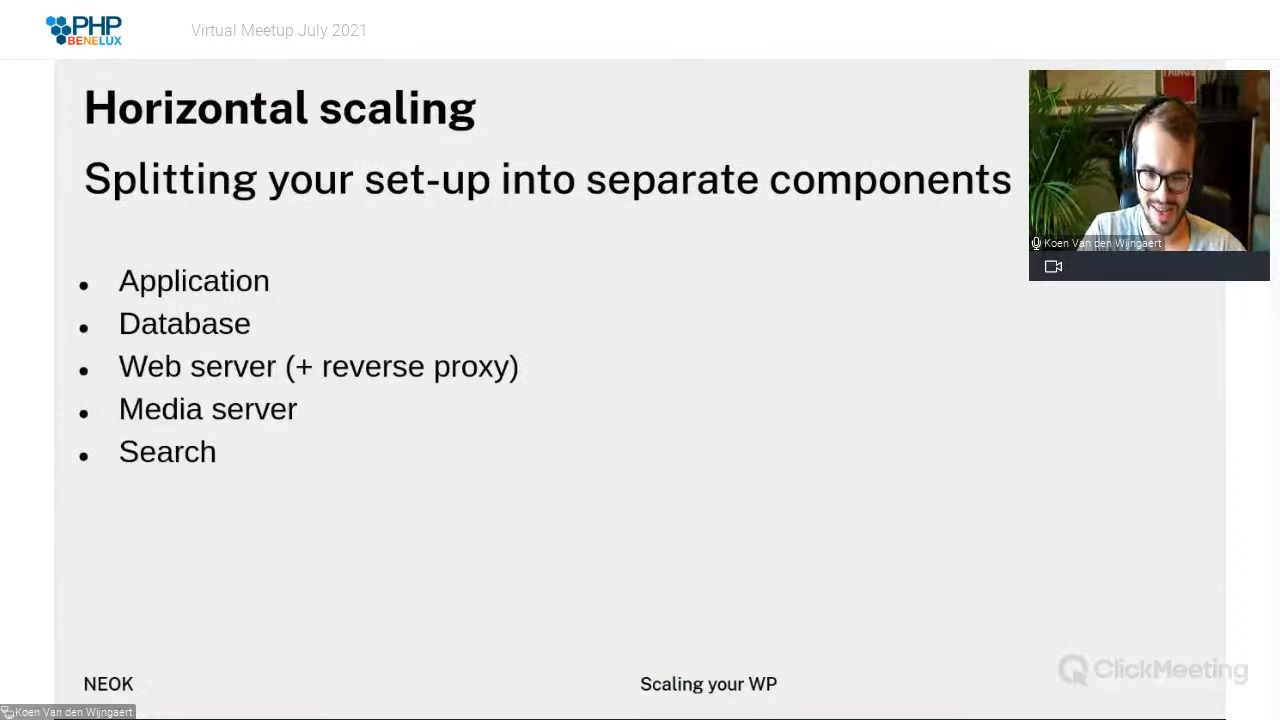 PHP
BENELUX
Virtual Meetup July 2021
Horizontal scaling
Splitting your set-up into separate components
THINGS
Koen Van den Wijngaert
Application
Database
Web server (+ reverse proxy)
Media server
Search
ClickMeeting
NEOK
Scaling your WP
Koen Van den Wijngaert